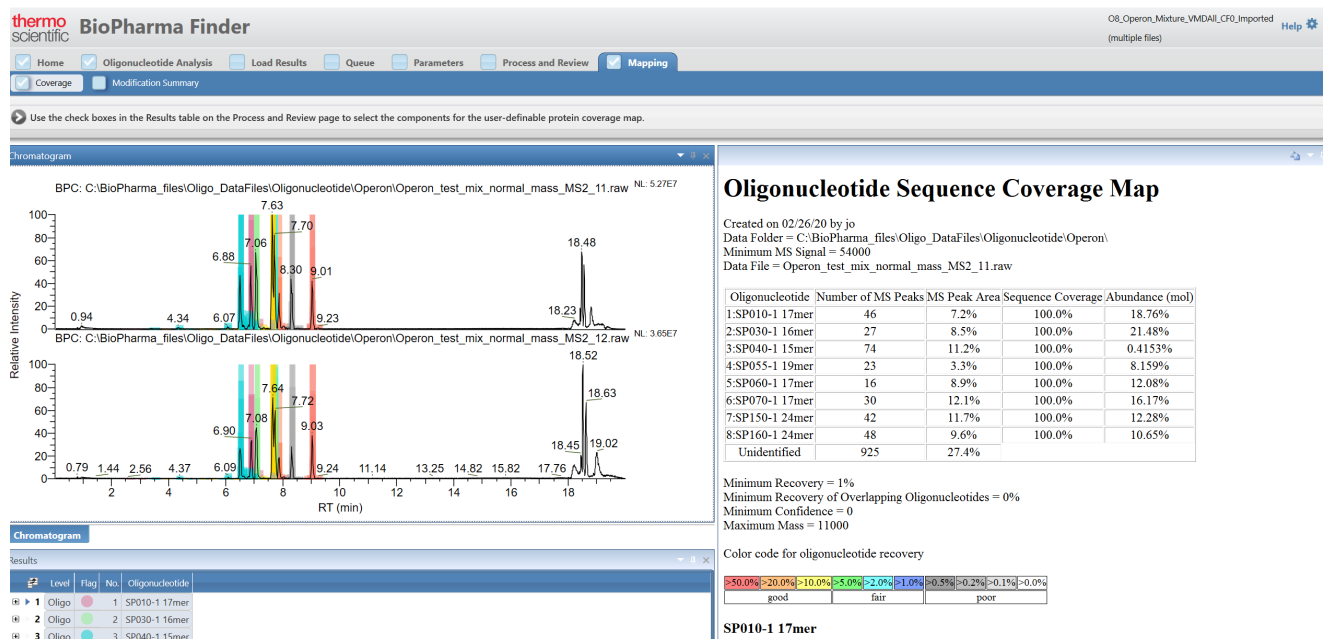 thermo
scientific
BioPharma Finder
O8_Operon_Mixture_VMDAll_CF0_Imported
(multiple files)
Help
Home
Oligonucleotide Analysis
Load Results
Queue
Parameters
Process and Review
Mapping
Coverage
Modification Summary
Use the check boxes in the Results table on the Process and Review page to select the components for the user-definable protein coverage map.
Chromatogram
BPC: C:\BioPharma_files\Oligo_DataFiles\Oligonucleotide\Operon\Operon_test_mix_normal_mass_MS2_11.raw NL: 5.27E7
100
80
60
40
20
0
0.94
4.34
6.07
6.88
7.06
7.63
7.70
8.30
9.01
9.23
18.23
18.48
Relative Intensity
BPC: C:\BioPharma_files\Oligo_DataFiles\Oligonucleotide\Operon\Operon_test_mix_normal_mass_MS2_12.raw NL: 3.65E7
100
80
60
40
20
0
0.79
1.44
2.56
4.37
6.09
6.90
7.08
7.64
7.72
9.03
9.24
11.14
13.25
14.82
15.82
17.76
18.45
18.52
18.63
19.02
2 4 6 8 10 12 14 16 18
RT (min)
Chromatogram
Results
Level Flag No. Oligonucleotide
1 Oligo 1 SP010-1 17mer
2 Oligo 2 SP030-1 16mer
3 Oligo 3 SP040-1 15mer
Oligonucleotide Sequence Coverage Map
Created on 02/26/20 by jo
Data Folder = C:\BioPharma_files\Oligo_DataFiles\Oligonucleotide\Operon\
Minimum MS Signal = 54000
Data File = Operon_test_mix_normal_mass_MS2_11.raw
Oligonucleotide Number of MS Peaks MS Peak Area Sequence Coverage Abundance (mol)
1:SP010-1 17mer 46 7.2% 100.0% 18.76%
2:SP030-1 16mer 27 8.5% 100.0% 21.48%
3:SP040-1 15mer 74 11.2% 100.0% 0.4153%
4:SP055-1 19mer 23 3.3% 100.0% 8.159%
5:SP060-1 17mer 16 8.9% 100.0% 12.08%
6:SP070-1 17mer 30 12.1% 100.0% 16.17%
7:SP150-1 24mer 42 11.7% 100.0% 12.28%
8:SP160-1 24mer 48 9.6% 100.0% 10.65%
Unidentified 925 27.4%
Minimum Recovery = 1%
Minimum Recovery of Overlapping Oligonucleotides = 0%
Minimum Confidence = 0
Maximum Mass = 11000
Color code for oligonucleotide recovery
>50.0% >20.0% >10.0% >5.0% >2.0% >1.0% >0.5% >0.2% >0.1% >0.0%
good fair poor
SP010-1 17mer